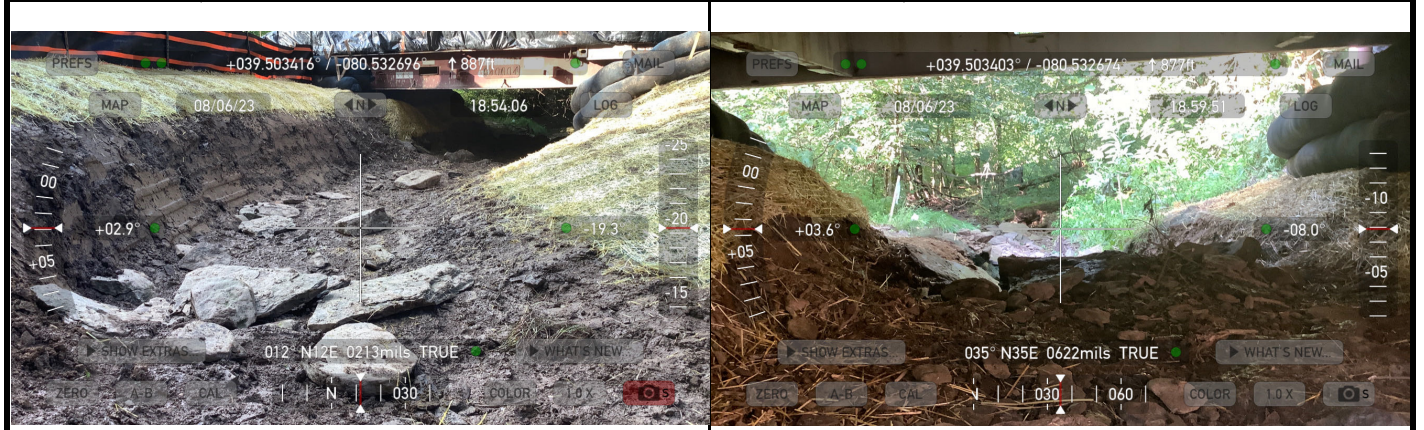 PREFS +039.503416° / -080.532696° ↑ 887ft MAIL
MAP 08/06/23 ◀N▶ 18.54.06 LOG
-25
00
-20
+02.9° -19.3
+05
-15
▶ SHOW EXTRAS... 012° N12E 0213mils TRUE ▶ WHAT'S NEW...
ZERO A-B CAL N 030 COLOR 1.0 X S
PREFS +039.503403° / -080.532674° ↑ 877ft MAIL
MAP 08/06/23 ◀N▶ 18.59.51 LOG
00
-10
+03.6° -08.0°
+05
-05
▶ SHOW EXTRAS... 035° N35E 0622mils TRUE ▶ WHAT'S NEW...
ZERO A-B CAL N 030 060 COLOR 1.0 X S